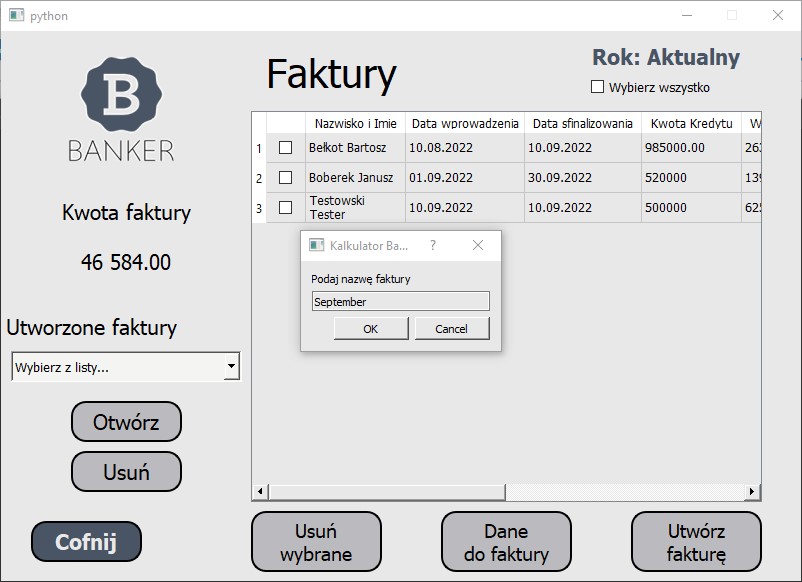 python
B
BANKER
Faktury
Rok: Aktualny
Wybierz wszystko
Kwota faktury
46 584.00
Utworzone faktury
Wybierz z listy...
Otwórz
Usuń
Cofnij
Nazwisko i Imie Data wprowadzenia Data sfinalizowania Kwota Kredytu W
1 Bełkot Bartosz 10.08.2022 10.09.2022 985000.00 263
2 Boberek Janusz 01.09.2022 30.09.2022 520000 139
3 Testowski
Tester 10.09.2022 10.09.2022 500000 625
Kalkulator Ba... ?
Podaj nazwę faktury
September
OK Cancel
Usuń
wybrane
Dane
do faktury
Utwórz
fakturę